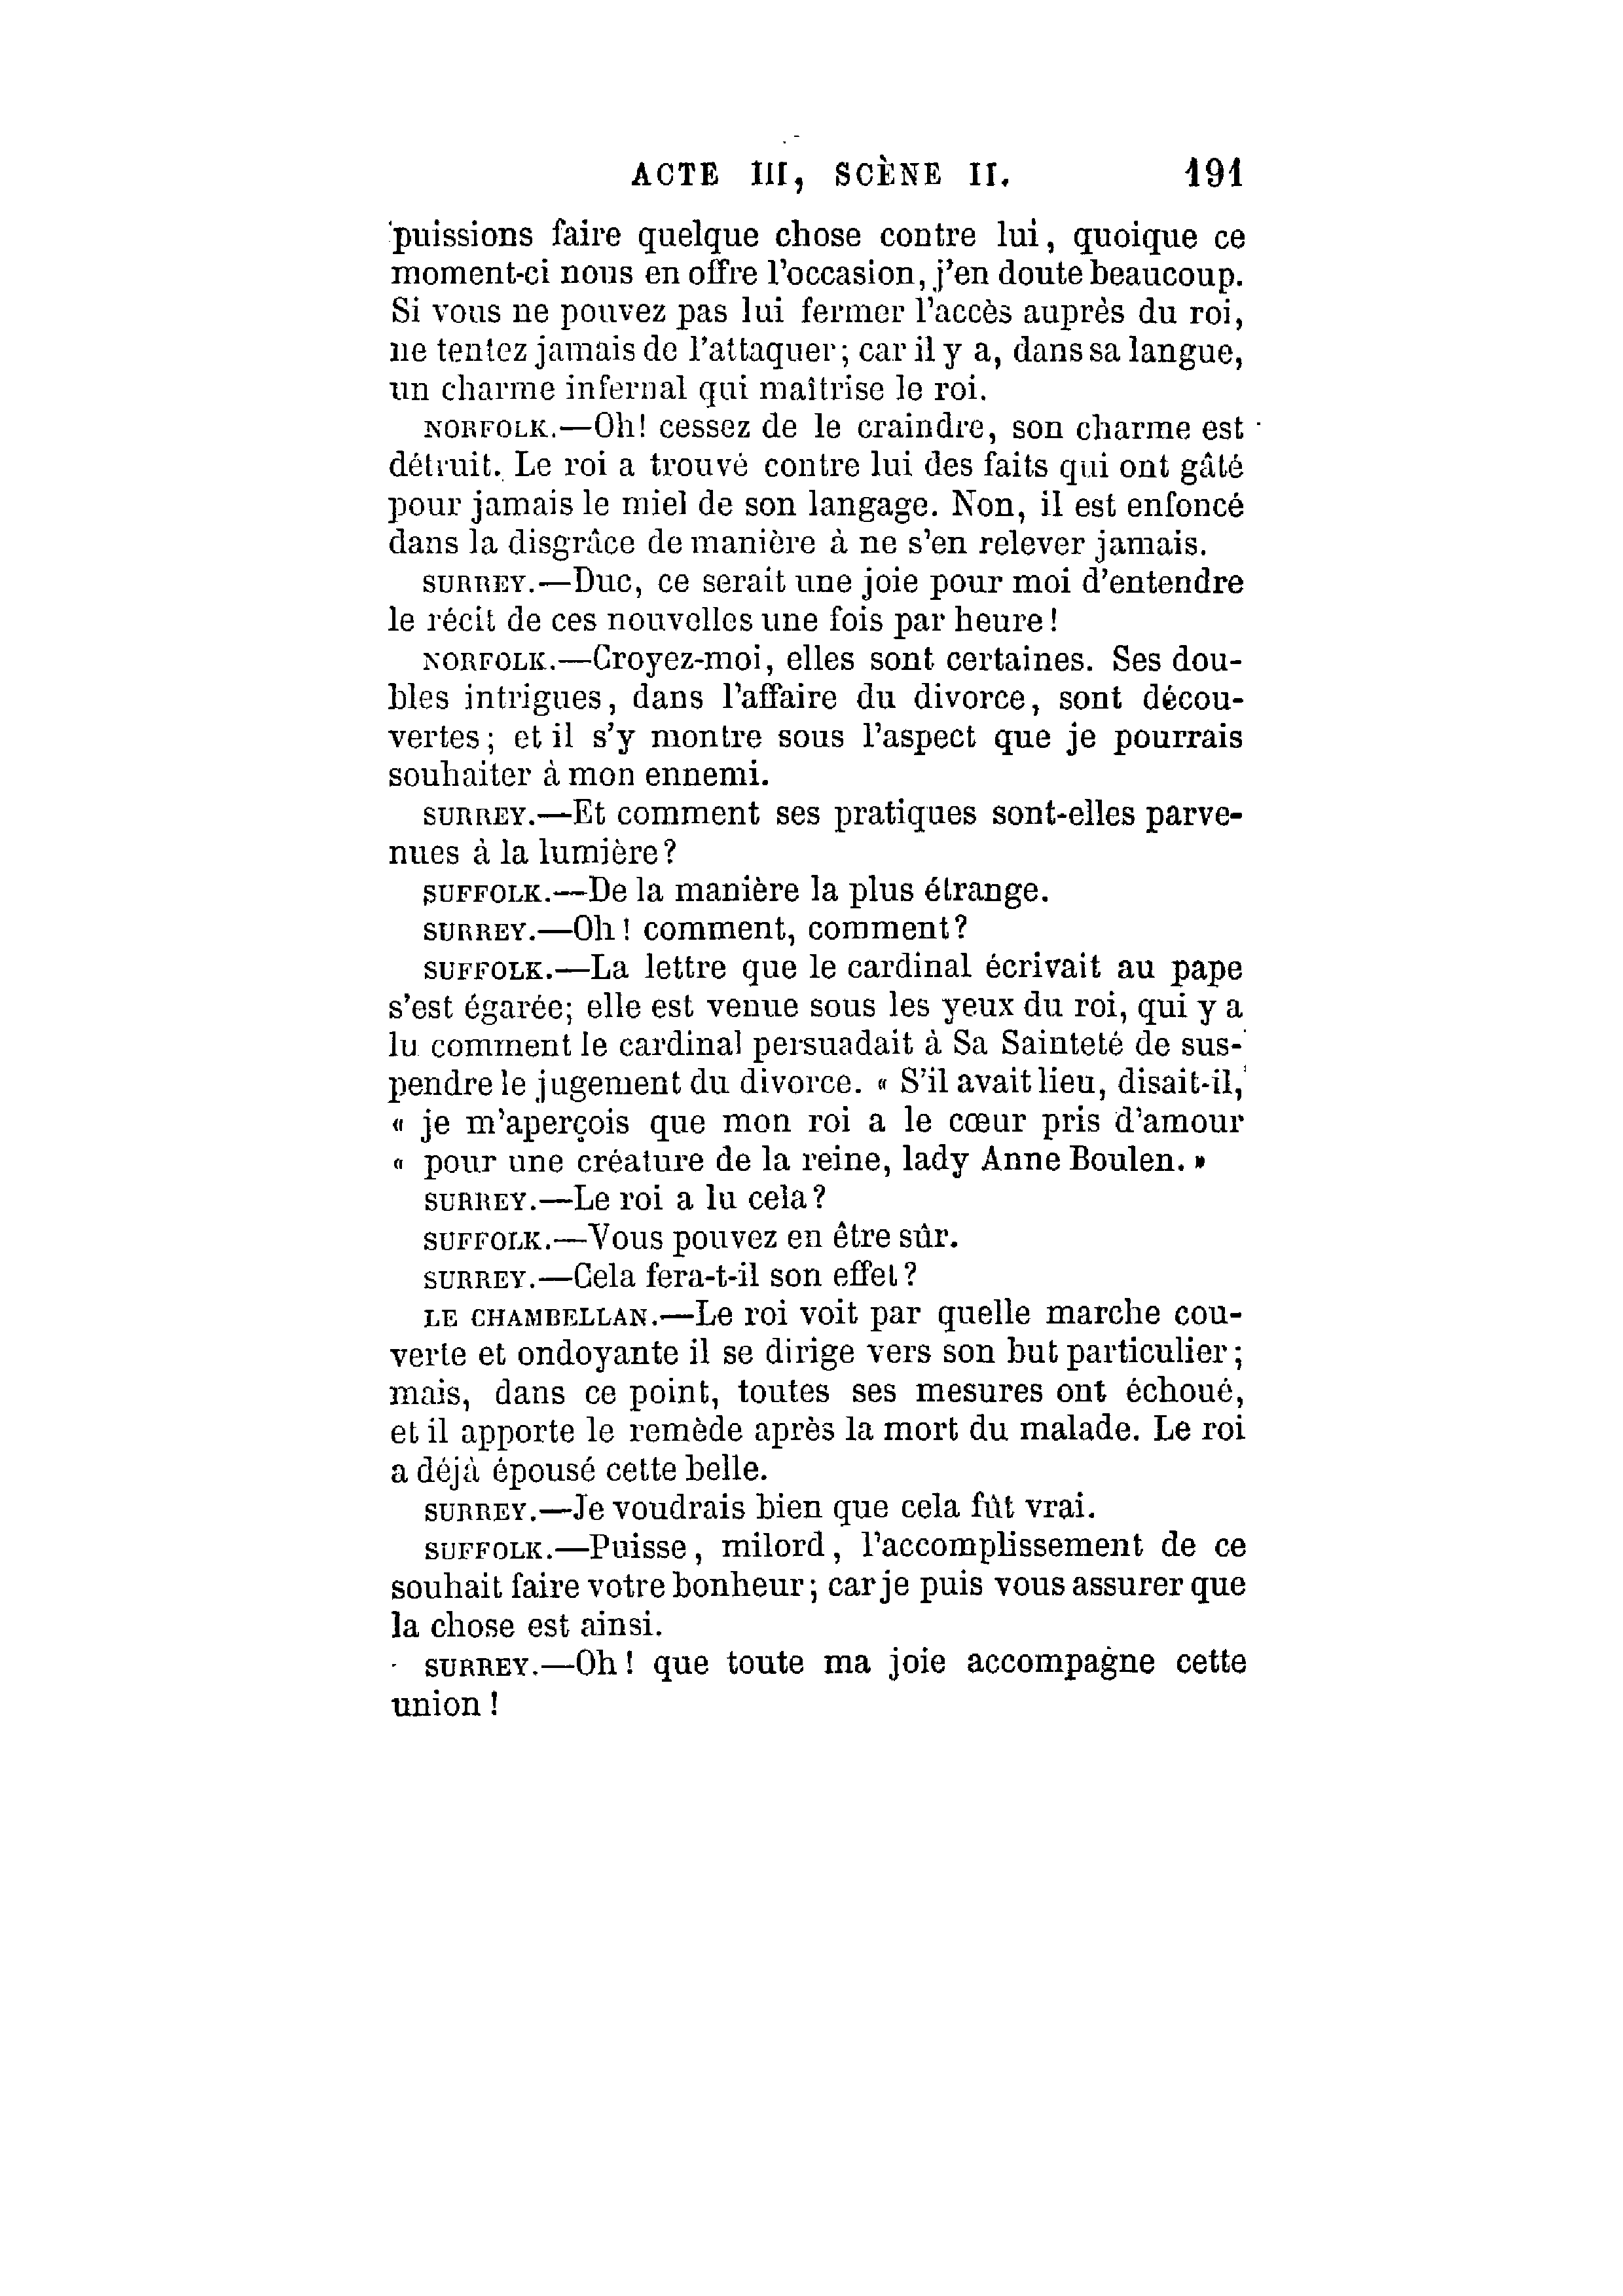 ACTE III, SCÈNE II. 191
puissions faire quelque chose contre lui, quoique ce
moment-ci nous en offre l'occasion, j'en doute beaucoup.
Si vous ne pouvez pas lui fermer l'accès auprès du roi,
ne tentez jamais de l'attaquer; car il y a, dans sa langue,
un charme infernal qui maîtrise le roi.
NORFOLK.—Oh! cessez de le craindre, son charme est
détruit. Le roi a trouvé contre lui des faits qui ont gâté
pour jamais le miel de son langage. Non, il est enfoncé
dans la disgrâce de manière à ne s'en relever jamais.
SURREY.—Duc, ce serait une joie pour moi d'entendre
le récit de ces nouvelles une fois par heure!
NORFOLK.—Croyez-moi, elles sont certaines. Ses dou-
bles intrigues, dans l'affaire du divorce, sont décou-
vertes; et il s'y montre sous l'aspect que je pourrais
souhaiter à mon ennemi.
SURREY.—Et comment ses pratiques sont-elles parve-
nues à la lumière?
SUFFOLK.—De la manière la plus étrange.
SURREY.—Oh! comment, comment?
SUFFOLK.—La lettre que le cardinal écrivait au pape
s'est égarée; elle est venue sous les yeux du roi, qui y a
lu comment le cardinal persuadait à Sa Sainteté de sus-
pendre le jugement du divorce. « S'il avait lieu, disait-il,
« je m'aperçois que mon roi a le cœur pris d'amour
« pour une créature de la reine, lady Anne Boulen. »
SURREY.—Le roi a lu cela?
SUFFOLK.—Vous pouvez en être sûr.
SURREY.—Cela fera-t-il son effet?
LE CHAMBELLAN.—Le roi voit par quelle marche cou-
verte et ondoyante il se dirige vers son but particulier;
mais, dans ce point, toutes ses mesures ont échoué,
et il apporte le remède après la mort du malade. Le roi
a déjà épousé cette belle.
SURREY.—Je voudrais bien que cela fût vrai.
SUFFOLK.—Puisse, milord, l'accomplissement de ce
souhait faire votre bonheur; car je puis vous assurer que
la chose est ainsi.
SURREY.—Oh! que toute ma joie accompagne cette
union!